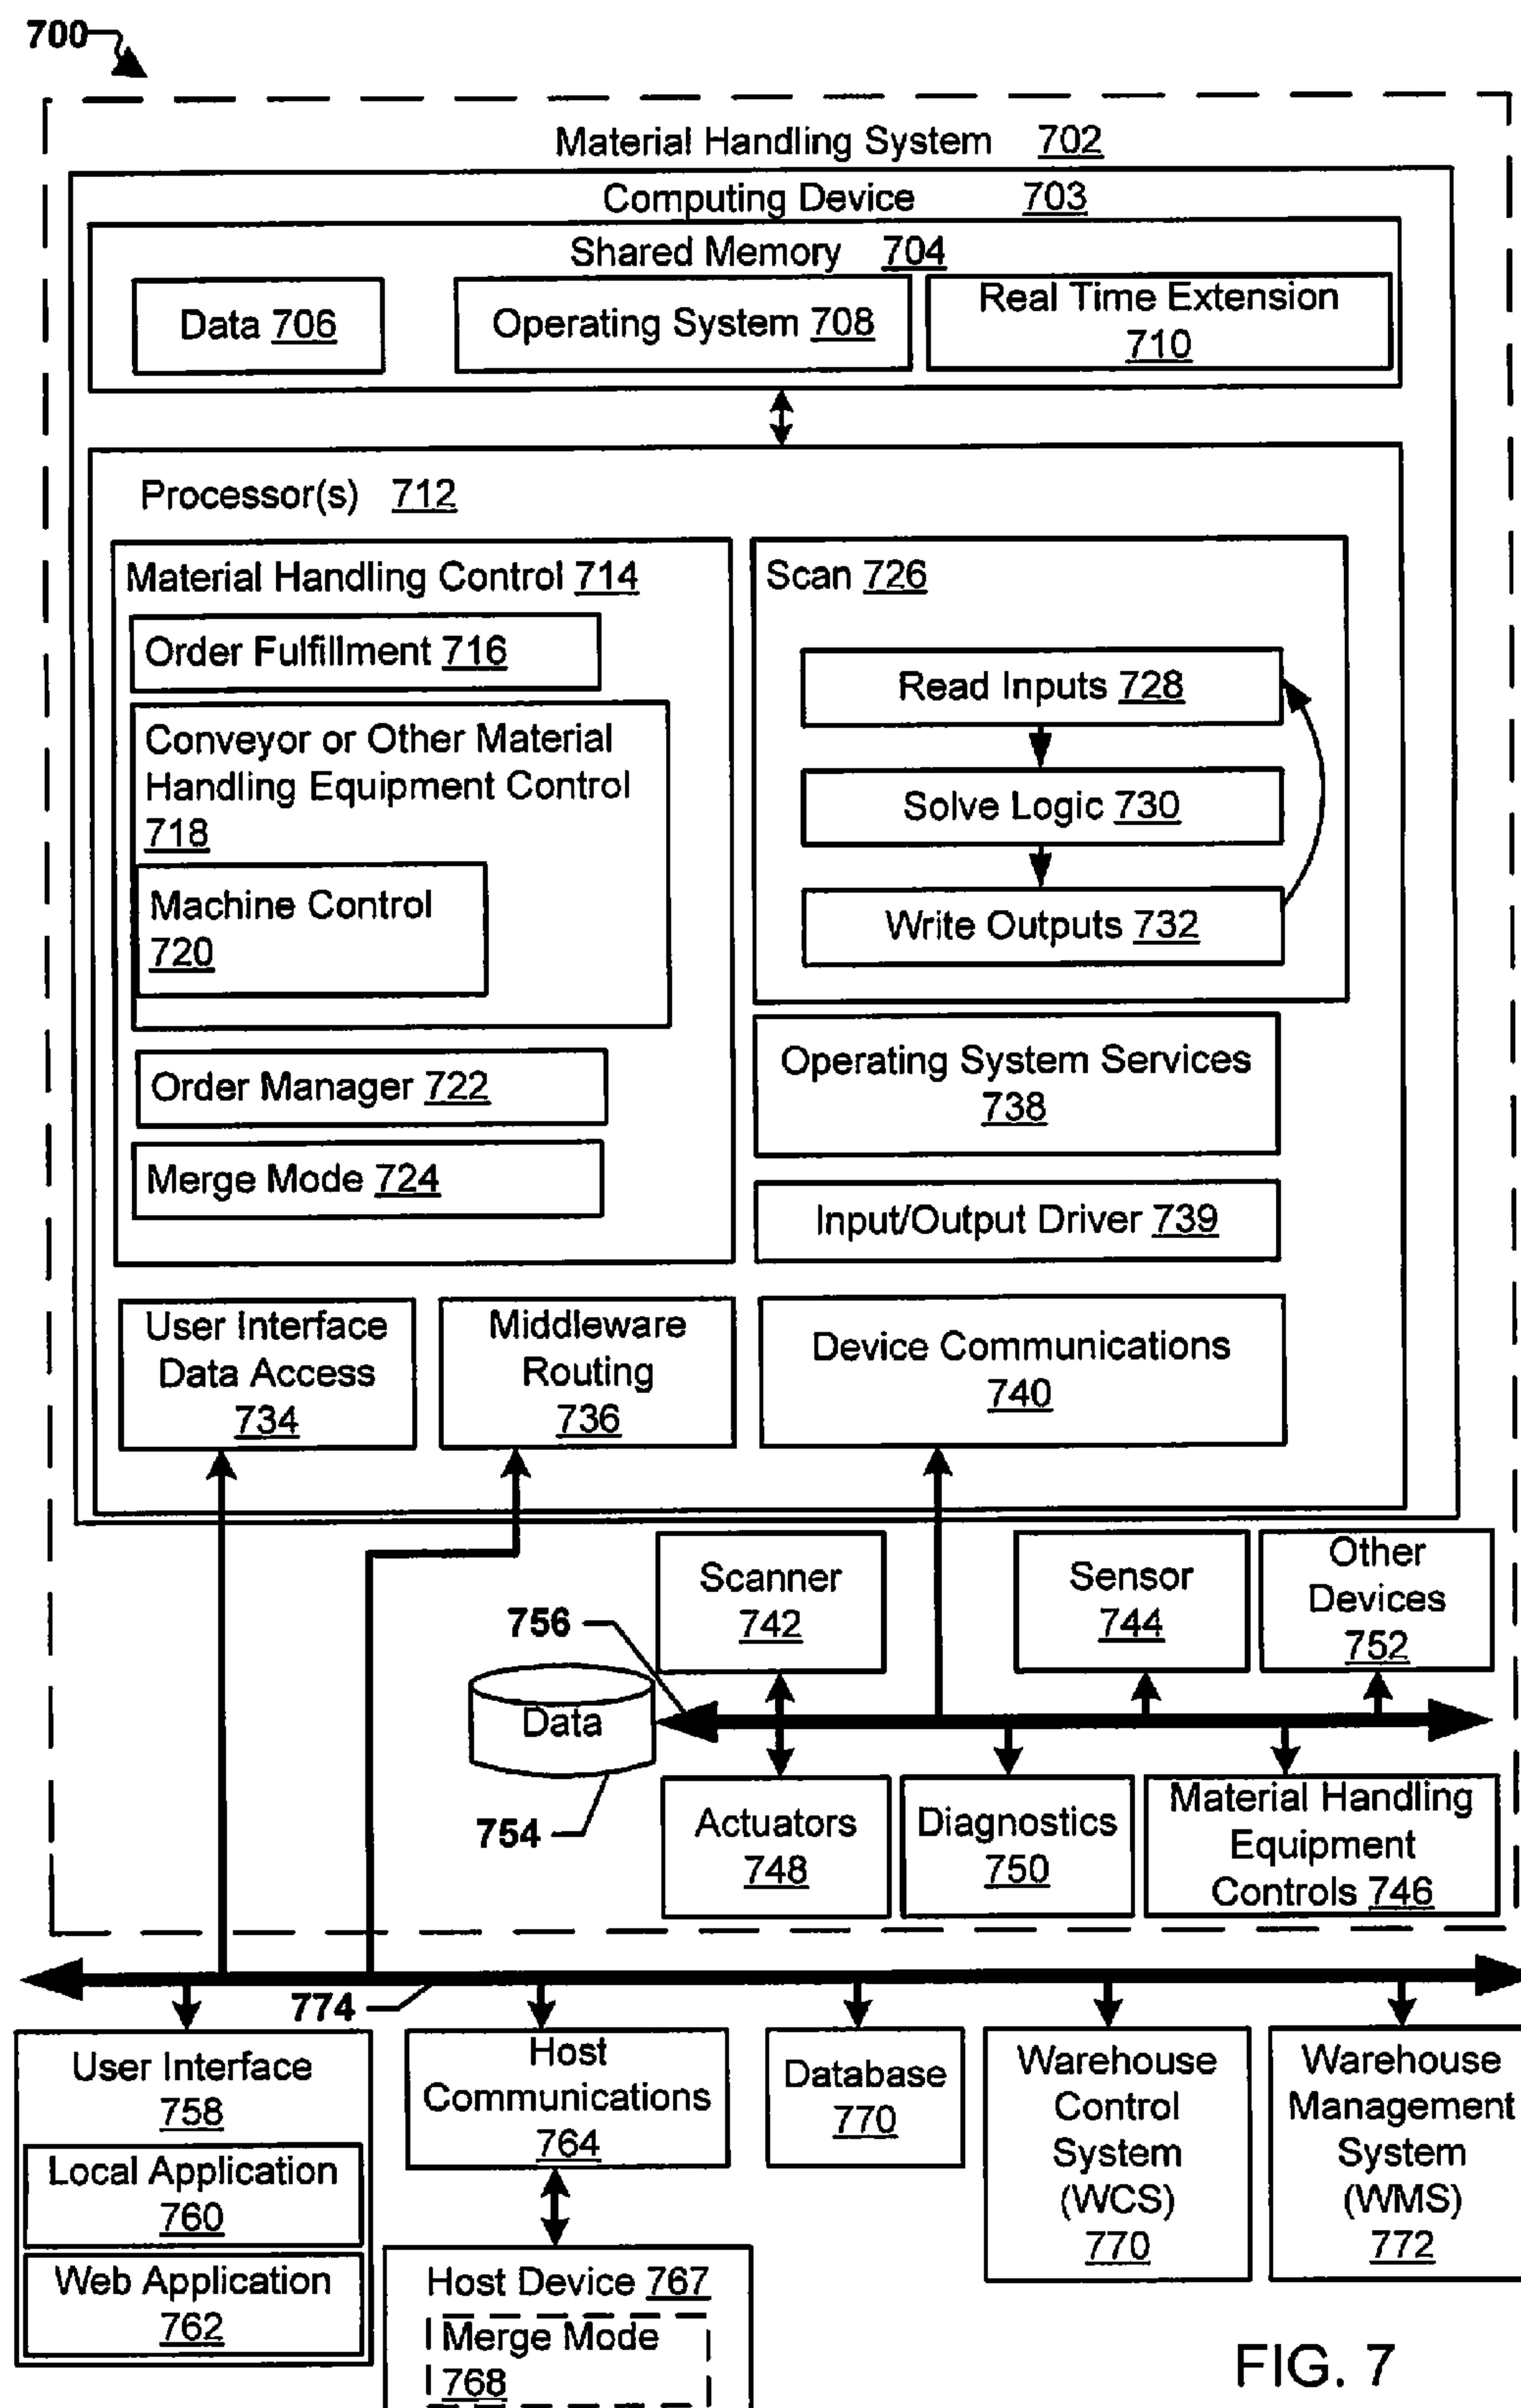 700
Material Handling System 702
Computing Device 703
Shared Memory 704
Data 706
Operating System 708
Real Time Extension
710
Processor(s) 712
Material Handling Control 714
Order Fulfillment 716
Conveyor or Other Material
Handling Equipment Control
718
Machine Control
720
Order Manager 722
Merge Mode 724
Scan 726
Read Inputs 728
Solve Logic 730
Write Outputs 732
Operating System Services
738
Input/Output Driver 739
User Interface
Data Access
734
Middleware
Routing
736
Device Communications
740
Scanner
742
Sensor
744
Other
Devices
752
756
Data
754
Actuators
748
Diagnostics
750
Material Handling
Equipment
Controls 746
774
User Interface
758
Local Application
760
Web Application
762
Host
Communications
764
Host Device 767
Merge Mode
768
Database
770
Warehouse
Control
System
(WCS)
770
Warehouse
Management
System
(WMS)
772
FIG. 7